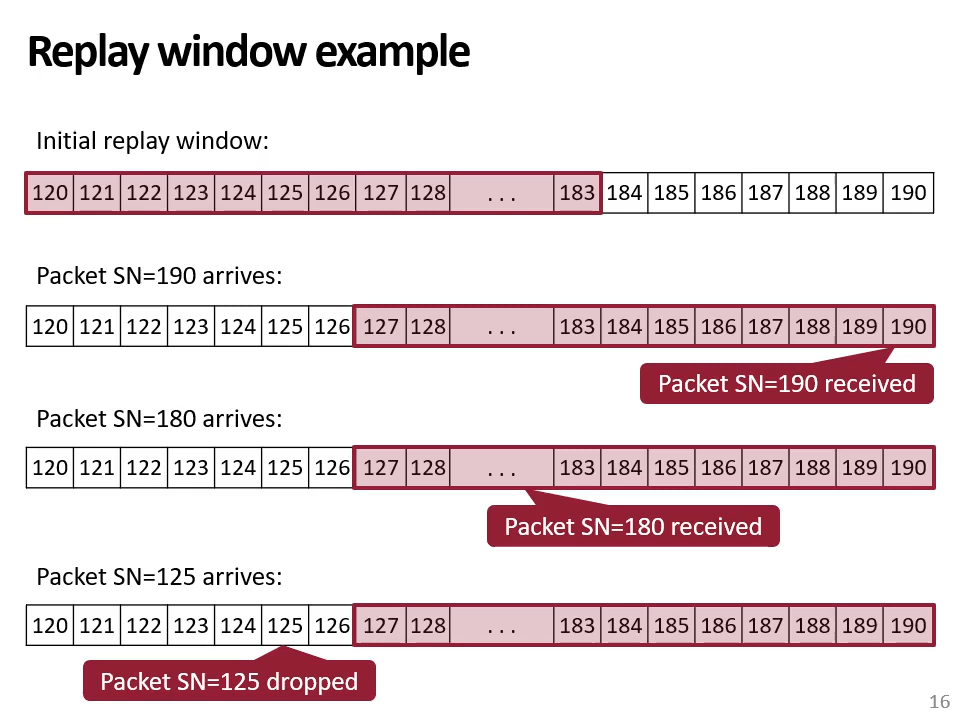 Replay window example
Initial replay window:
120 121 122 123 124 125 126 127 128 . . . 183 184 185 186 187 188 189 190
Packet SN=190 arrives:
120 121 122 123 124 125 126 127 128 . . . 183 184 185 186 187 188 189 190
Packet SN=190 received
Packet SN=180 arrives:
120 121 122 123 124 125 126 127 128 . . . 183 184 185 186 187 188 189 190
Packet SN=180 received
Packet SN=125 arrives:
120 121 122 123 124 125 126 127 128 . . . 183 184 185 186 187 188 189 190
Packet SN=125 dropped
16